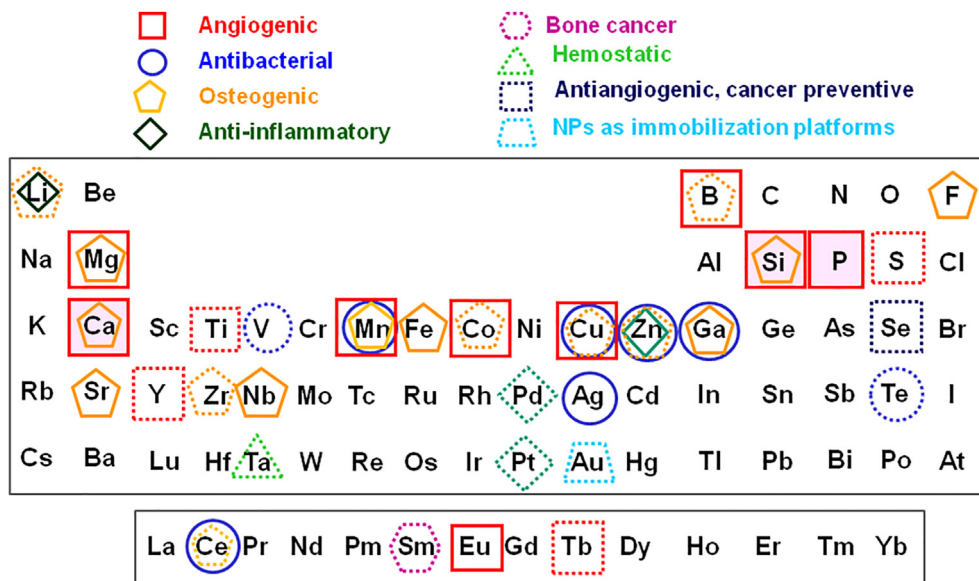 Angiogenic Bone cancer
Antibacterial Hemostatic
Osteogenic Antiangiogenic, cancer preventive
Anti-inflammatory NPs as immobilization platforms
Li Be B C N O F
Na Mg Al Si P S Cl
K Ca Sc Ti V Cr Mn Fe Co Ni Cu Zn Ga Ge As Se Br
Rb Sr Y Zr Nb Mo Tc Ru Rh Pd Ag Cd In Sn Sb Te I
Cs Ba Lu Hf Ta W Re Os Ir Pt Au Hg Tl Pb Bi Po At
La Ce Pr Nd Pm Sm Eu Gd Tb Dy Ho Er Tm Yb